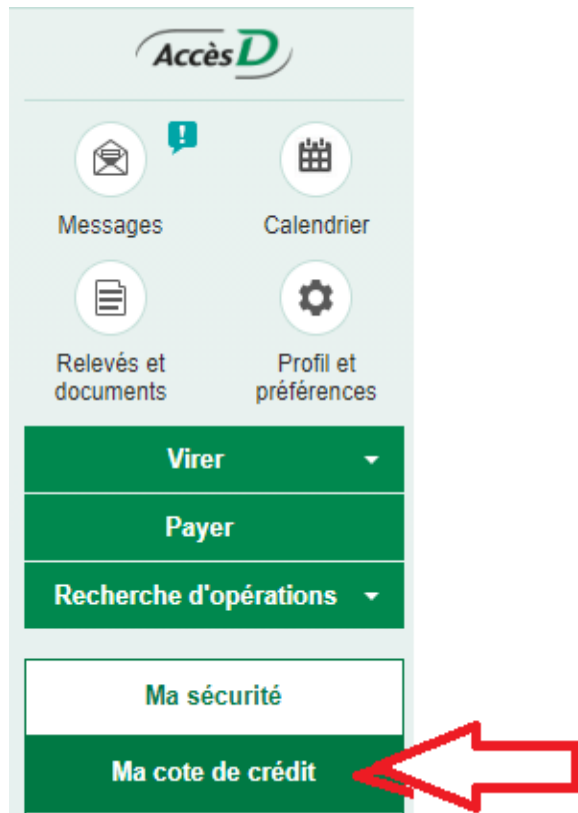 AccèsD
Messages
Calendrier
Relevés et
documents
Profil et
préférences
Virer
Payer
Recherche d'opérations
Ma sécurité
Ma cote de crédit